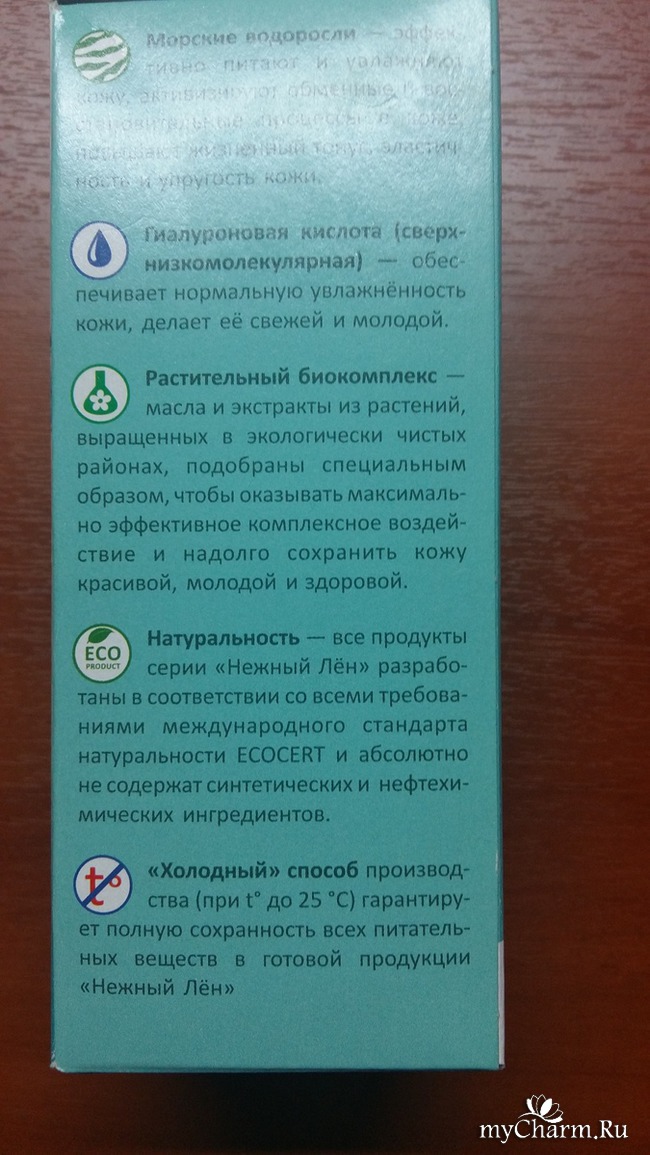 Морские водоросли — эффек-
тивно питают и увлажняют
кожу, активизируют обменные и вос-
становительные процессы в коже,
повышают жизненный тонус, эластич-
ность и упругость кожи.
Гиалуроновая кислота (сверх-
низкомолекулярная) — обес-
печивает нормальную увлажнённость
кожи, делает её свежей и молодой.
Растительный биокомплекс —
масла и экстракты из растений,
выращенных в экологически чистых
районах, подобраны специальным
образом, чтобы оказывать максималь-
но эффективное комплексное воздей-
ствие и надолго сохранить кожу
красивой, молодой и здоровой.
ECO
PRODUCT
Натуральность — все продукты
серии «Нежный Лён» разрабо-
таны в соответствии со всеми требова-
ниями международного стандарта
натуральности ECOCERT и абсолютно
не содержат синтетических и нефтехи-
мических ингредиентов.
t°
«Холодный» способ производ-
ства (при t° до 25 °C) гарантиру-
ет полную сохранность всех питатель-
ных веществ в готовой продукции
«Нежный Лён»
myCharm.Ru